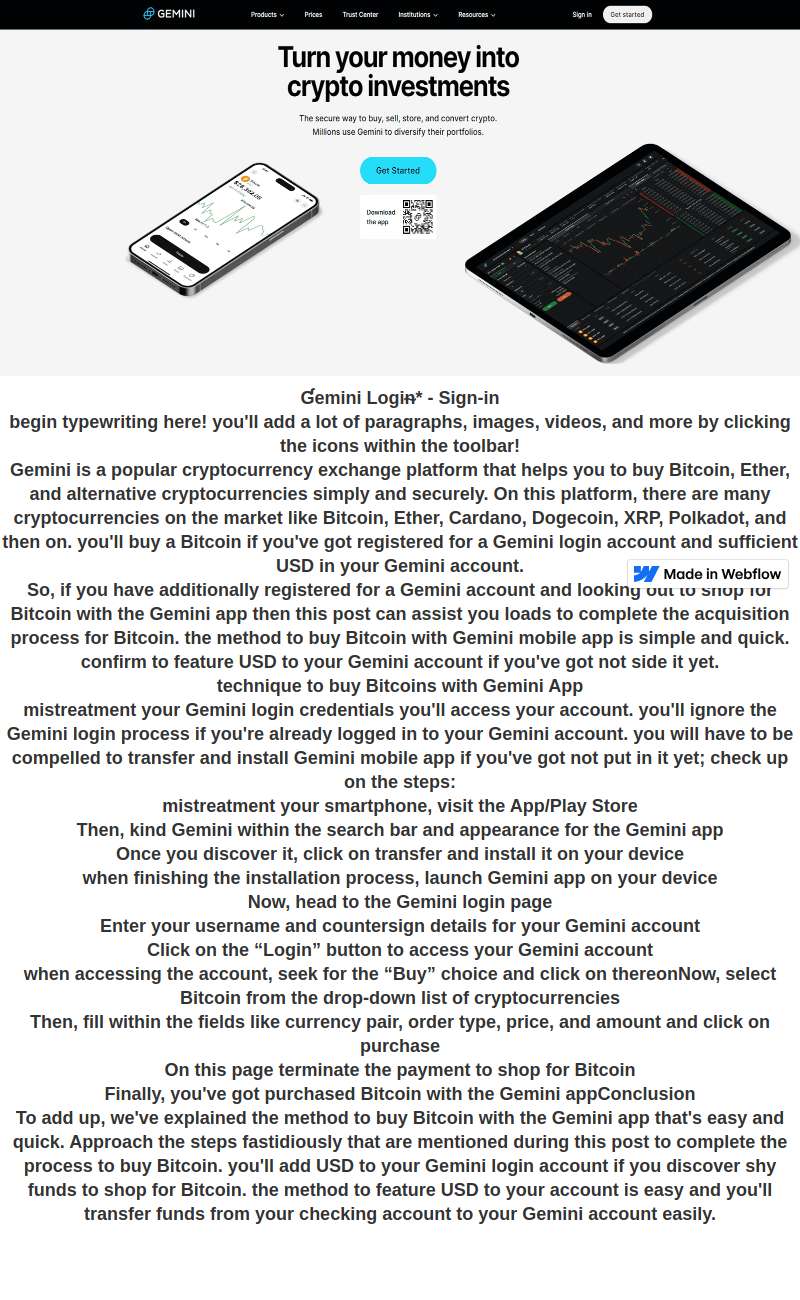 GEMINI Products Prices Trust Center Institutions Resources Sign in Get started
Turn your money into
crypto investments
The secure way to buy, sell, store, and convert crypto.
Millions use Gemini to diversify their portfolios.
Get Started
Download
the app
Ɠemini Logiꞥ* - Sign-in
begin typewriting here! you'll add a lot of paragraphs, images, videos, and more by clicking
the icons within the toolbar!
Gemini is a popular cryptocurrency exchange platform that helps you to buy Bitcoin, Ether,
and alternative cryptocurrencies simply and securely. On this platform, there are many
cryptocurrencies on the market like Bitcoin, Ether, Cardano, Dogecoin, XRP, Polkadot, and
then on. you'll buy a Bitcoin if you've got registered for a Gemini login account and sufficient
USD in your Gemini account.
Made in Webflow
So, if you have additionally registered for a Gemini account and looking out to shop for
Bitcoin with the Gemini app then this post can assist you loads to complete the acquisition
process for Bitcoin. the method to buy Bitcoin with Gemini mobile app is simple and quick.
confirm to feature USD to your Gemini account if you've got not side it yet.
technique to buy Bitcoins with Gemini App
mistreatment your Gemini login credentials you'll access your account. you'll ignore the
Gemini login process if you're already logged in to your Gemini account. you will have to be
compelled to transfer and install Gemini mobile app if you've got not put in it yet; check up
on the steps:
mistreatment your smartphone, visit the App/Play Store
Then, kind Gemini within the search bar and appearance for the Gemini app
Once you discover it, click on transfer and install it on your device
when finishing the installation process, launch Gemini app on your device
Now, head to the Gemini login page
Enter your username and countersign details for your Gemini account
Click on the “Login” button to access your Gemini account
when accessing the account, seek for the “Buy” choice and click on thereonNow, select
Bitcoin from the drop-down list of cryptocurrencies
Then, fill within the fields like currency pair, order type, price, and amount and click on
purchase
On this page terminate the payment to shop for Bitcoin
Finally, you've got purchased Bitcoin with the Gemini appConclusion
To add up, we've explained the method to buy Bitcoin with the Gemini app that's easy and
quick. Approach the steps fastidiously that are mentioned during this post to complete the
process to buy Bitcoin. you'll add USD to your Gemini login account if you discover shy
funds to shop for Bitcoin. the method to feature USD to your account is easy and you'll
transfer funds from your checking account to your Gemini account easily.